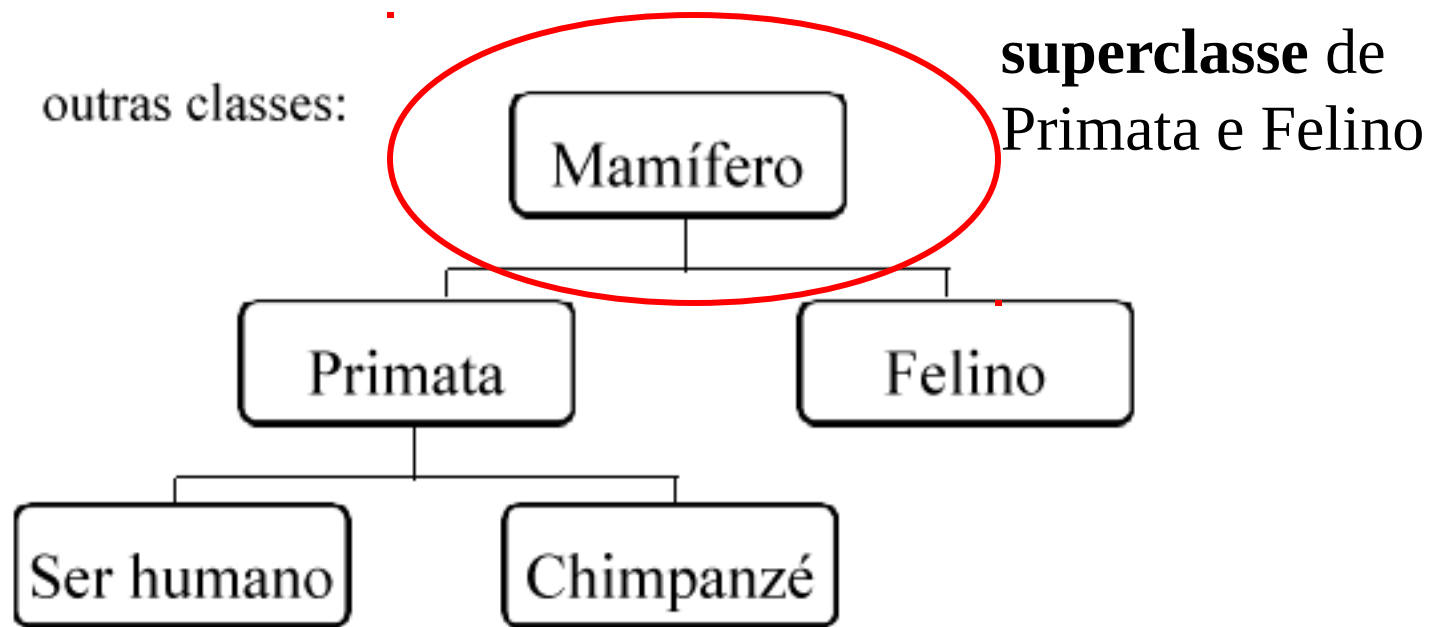 superclasse de
Primata e Felino
outras classes:
Mamífero
Primata
Felino
Ser humano
Chimpanzé